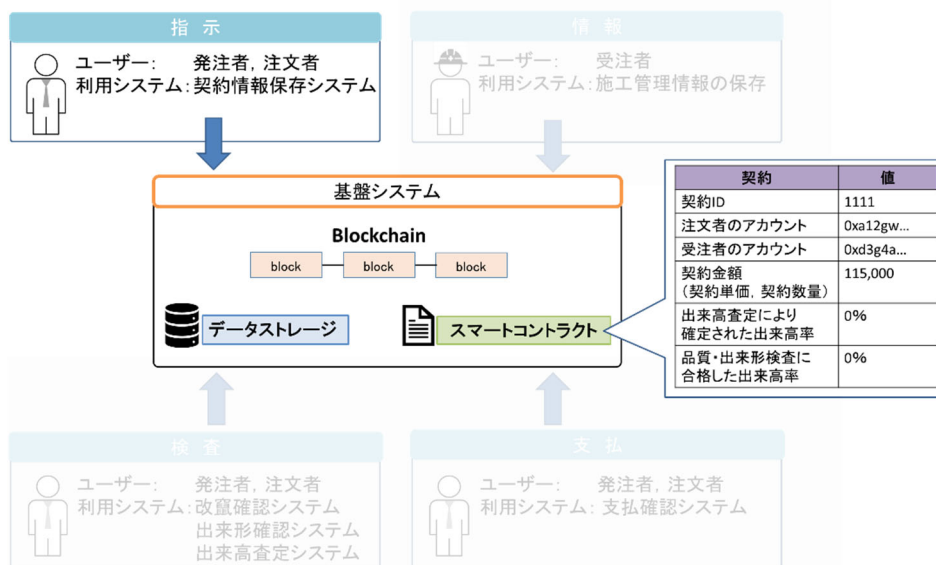 指 示
ユーザー: 発注者, 注文者
利用システム:契約情報保存システム
情 報
ユーザー: 受注者
利用システム:施工管理情報の保存
基盤システム
Blockchain
block
block
block
データストレージ
スマートコントラクト
契約 値
契約ID 1111
注文者のアカウント 0xa12gw...
受注者のアカウント 0xd3g4a...
契約金額 115,000
(契約単価, 契約数量)
出来高査定により 0%
確定された出来高率
品質・出来形検査に 0%
合格した出来高率
検 査
ユーザー: 発注者, 注文者
利用システム:改竄確認システム
出来形確認システム
出来高査定システム
支 払
ユーザー: 発注者, 注文者
利用システム:支払確認システム